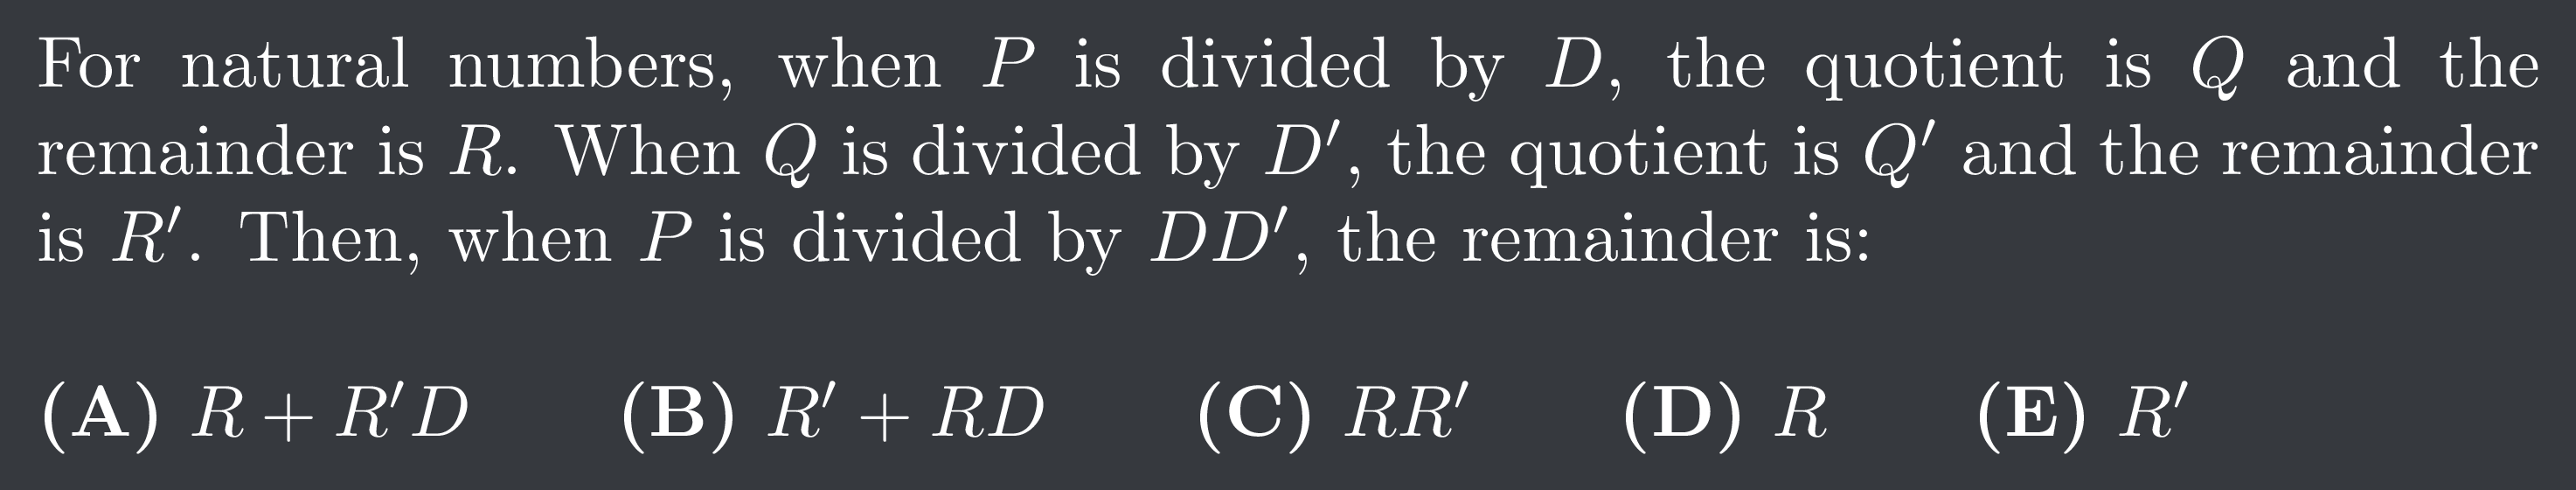 For natural numbers, when P is divided by D, the quotient is Q and the
remainder is R. When Q is divided by D′, the quotient is Q′ and the remainder
is R′. Then, when P is divided by DD′, the remainder is:
(A) R + R′D (B) R′ + RD (C) RR′ (D) R (E) R′